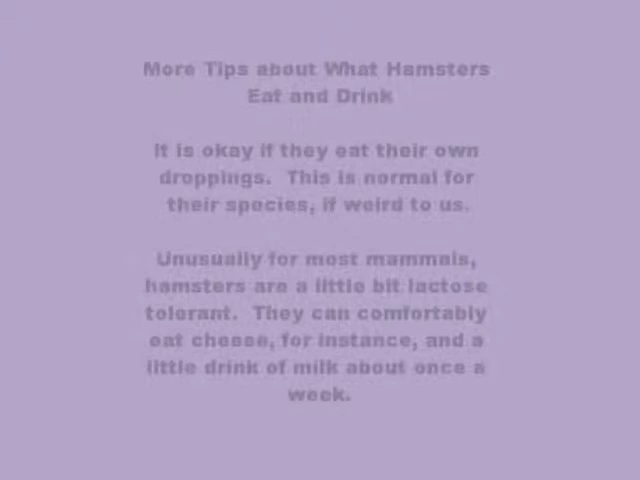 More Tips about What Hamsters
Eat and Drink
It is okay if they eat their own
droppings.  This is normal for
their species, if weird to us.
Unusually for most mammals,
hamsters are a little bit lactose
tolerant.  They can comfortably
eat cheese, for instance, and a
little drink of milk about once a
week.